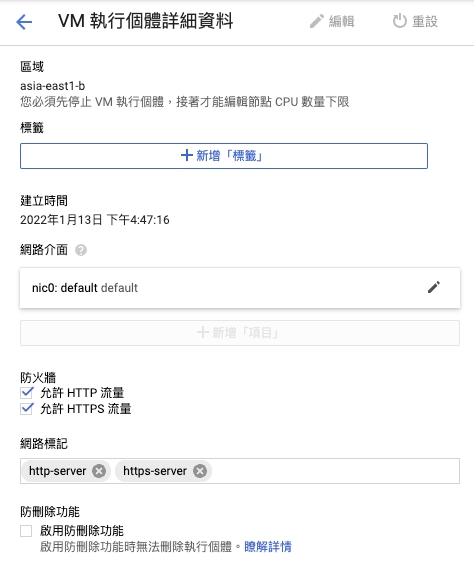 VM 執行個體詳細資料
編輯
重設
區域
asia-east1-b
您必須先停止 VM 執行個體，接著才能編輯節點 CPU 數量下限
標籤
新增「標籤」
建立時間
2022年1月13日 下午4:47:16
網路介面
nic0: default default
新增「項目」
防火牆
允許 HTTP 流量
允許 HTTPS 流量
網路標記
http-server https-server
防刪除功能
啟用防刪除功能
啟用防刪除功能時無法刪除執行個體。瞭解詳情